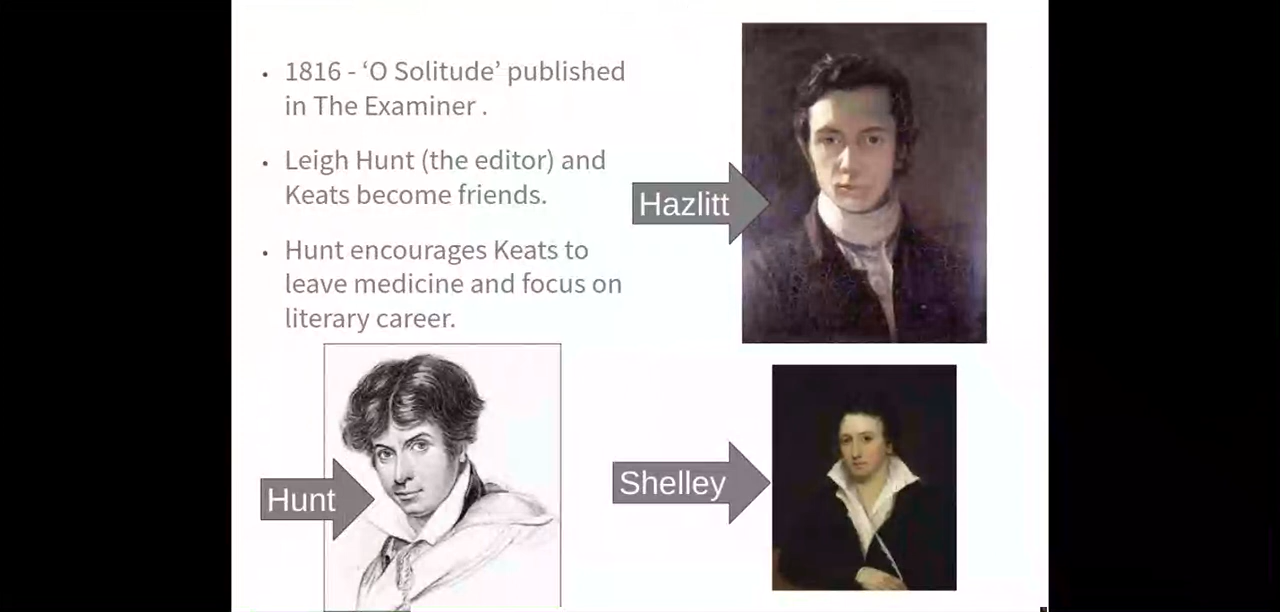 1816 - ‘O Solitude’ published
in The Examiner .
Leigh Hunt (the editor) and
Keats become friends.
Hunt encourages Keats to
leave medicine and focus on
literary career.
Hazlitt
Hunt
Shelley